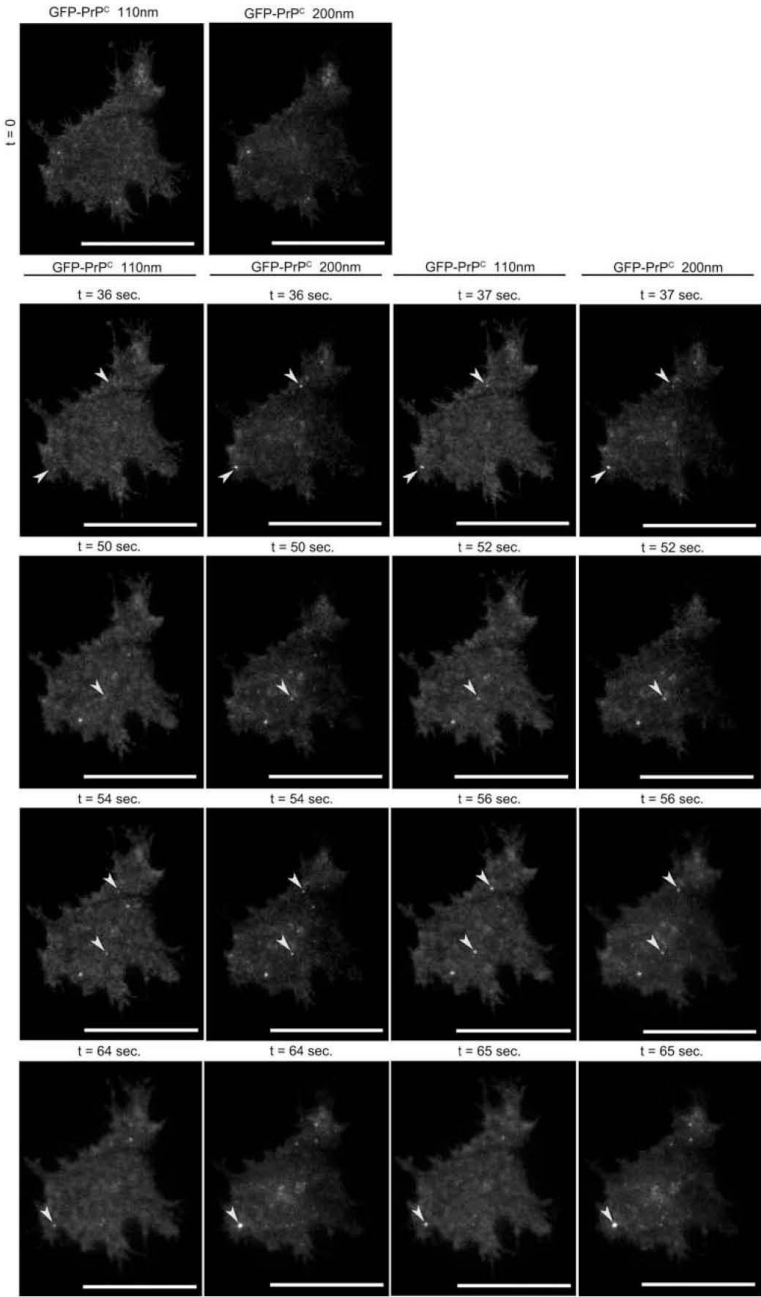 GFP-PrPC 110nm GFP-PrPC 200nm
t = 0
GFP-PrPC 110nm GFP-PrPC 200nm GFP-PrPC 110nm GFP-PrPC 200nm
t = 36 sec. t = 36 sec. t = 37 sec. t = 37 sec.
t = 50 sec. t = 50 sec. t = 52 sec. t = 52 sec.
t = 54 sec. t = 54 sec. t = 56 sec. t = 56 sec.
t = 64 sec. t = 64 sec. t = 65 sec. t = 65 sec.